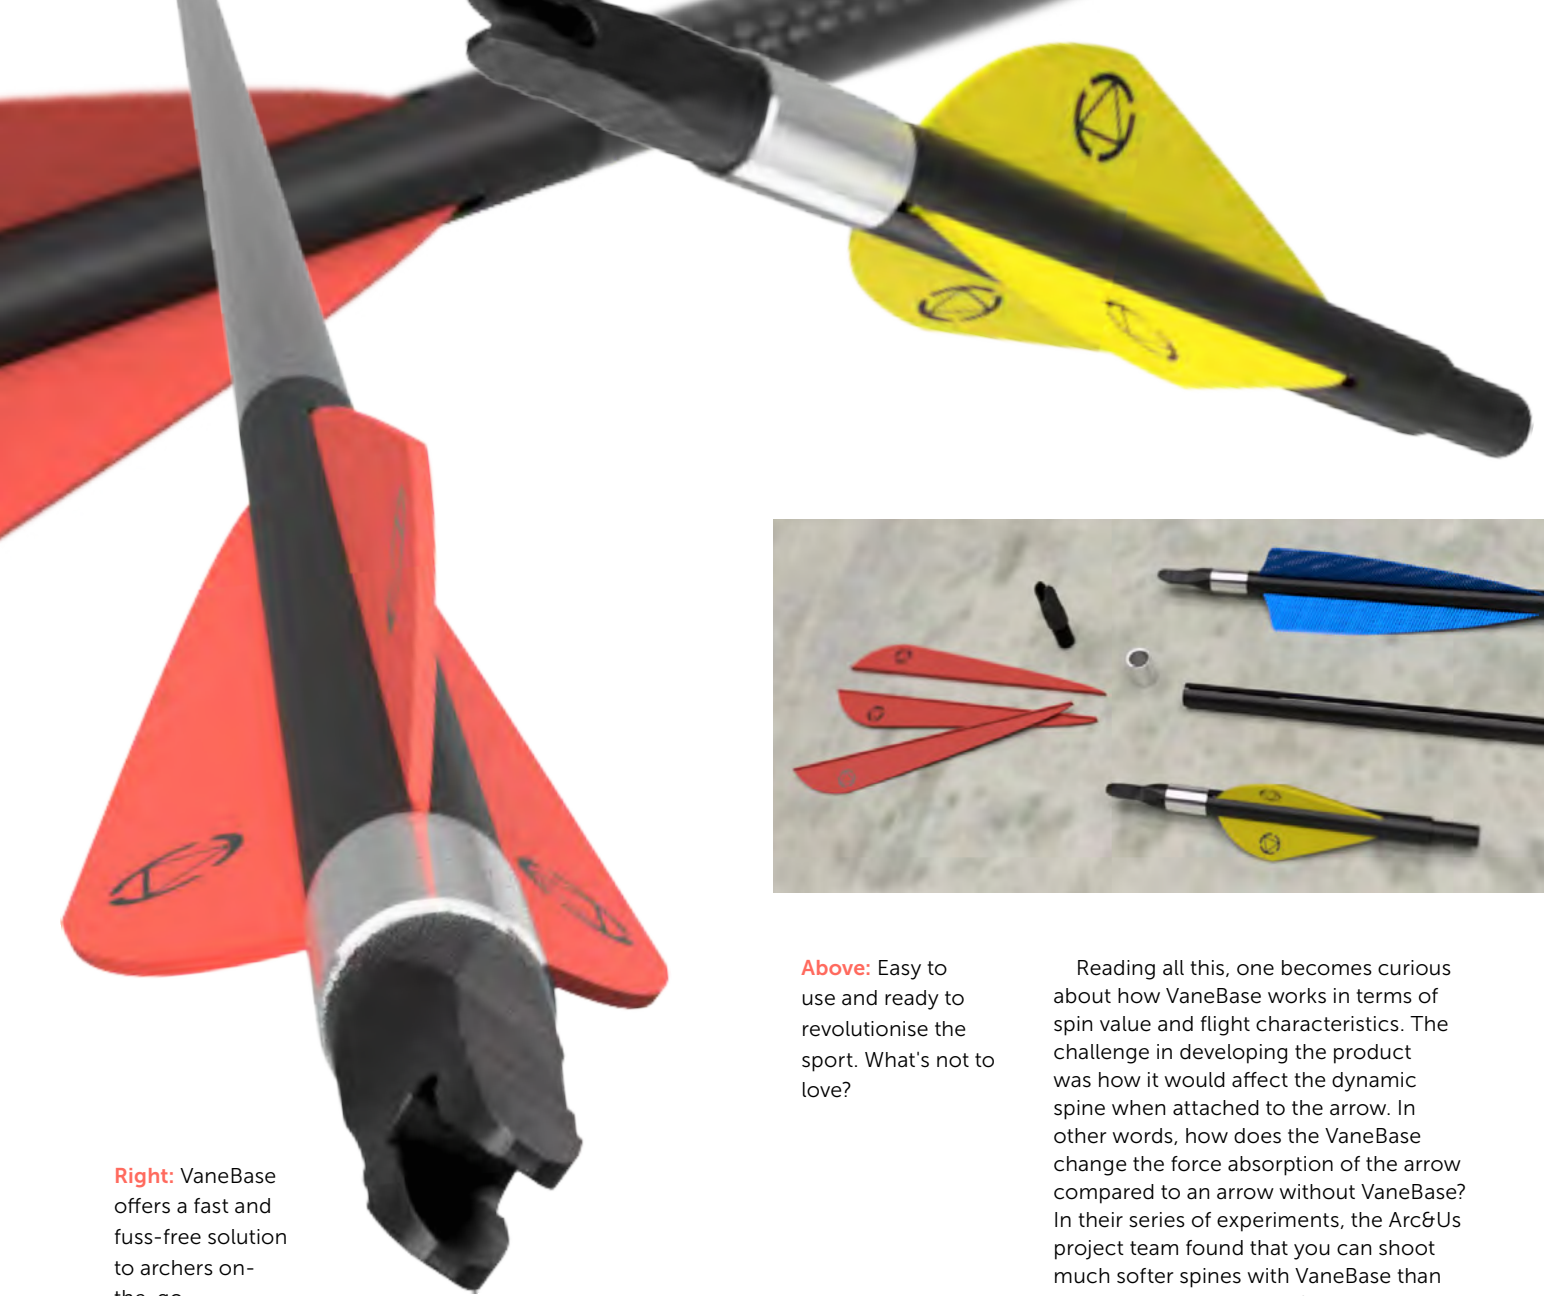 Above: Easy to
use and ready to
revolutionise the
sport. What's not to
love?
Right: VaneBase
offers a fast and
fuss-free solution
to archers on-
the-go
Reading all this, one becomes curious
about how VaneBase works in terms of
spin value and flight characteristics. The
challenge in developing the product
was how it would affect the dynamic
spine when attached to the arrow. In
other words, how does the VaneBase
change the force absorption of the arrow
compared to an arrow without VaneBase?
In their series of experiments, the Arc&Us
project team found that you can shoot
much softer spines with VaneBase than